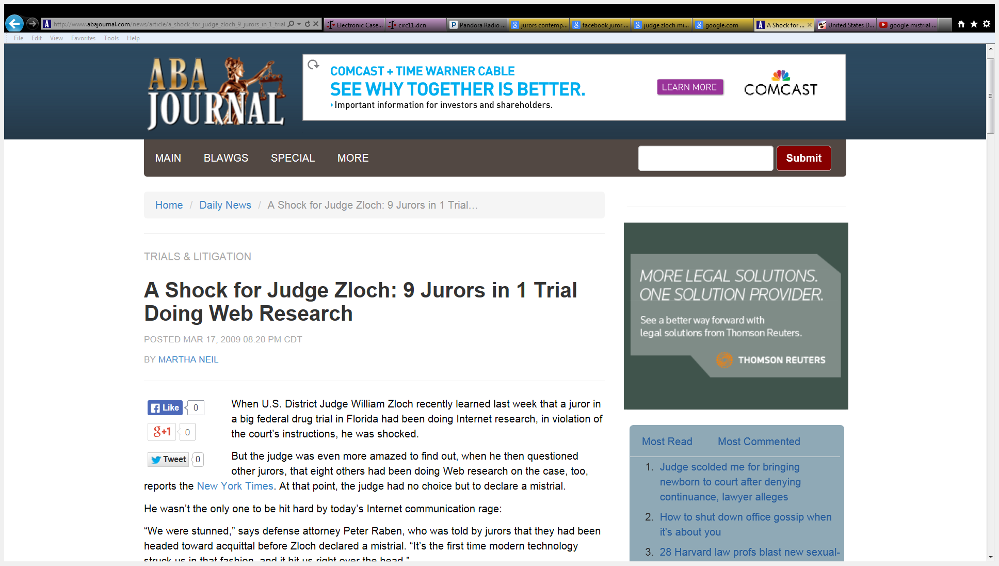 http://www.abajournal.com/news/article/a_shock_for_judge_zloch_9_jurors_in_1_trial
Electronic Case...
circ11.dcn
Pandora Radio ...
jurors contemp...
facebook juror ...
judge zloch mi...
google.com
A Shock for ...
United States D...
google mistrial ...
File Edit View Favorites Tools Help
ABA
JOURNAL
COMCAST + TIME WARNER CABLE
SEE WHY TOGETHER IS BETTER.
Important information for investors and shareholders.
LEARN MORE
COMCAST
MAIN BLAWGS SPECIAL MORE
Submit
Home / Daily News / A Shock for Judge Zloch: 9 Jurors in 1 Trial…
TRIALS & LITIGATION
A Shock for Judge Zloch: 9 Jurors in 1 Trial
Doing Web Research
POSTED MAR 17, 2009 08:20 PM CDT
BY MARTHA NEIL
Like 0
g+1 0
Tweet 0
When U.S. District Judge William Zloch recently learned last week that a juror in
a big federal drug trial in Florida had been doing Internet research, in violation of
the court’s instructions, he was shocked.
But the judge was even more amazed to find out, when he then questioned
other jurors, that eight others had been doing Web research on the case, too,
reports the New York Times. At that point, the judge had no choice but to declare a mistrial.
He wasn’t the only one to be hit hard by today’s Internet communication rage:
“We were stunned,” says defense attorney Peter Raben, who was told by jurors that they had been
headed toward acquittal before Zloch declared a mistrial. “It’s the first time modern technology
struck us in that fashion, and it hit us right over the head.”
MORE LEGAL SOLUTIONS.
ONE SOLUTION PROVIDER.
See a better way forward with
legal solutions from Thomson Reuters.
THOMSON REUTERS
Most Read Most Commented
1. Judge scolded me for bringing
newborn to court after denying
continuance, lawyer alleges
2. How to shut down office gossip when
it's about you
3. 28 Harvard law profs blast new sexual-